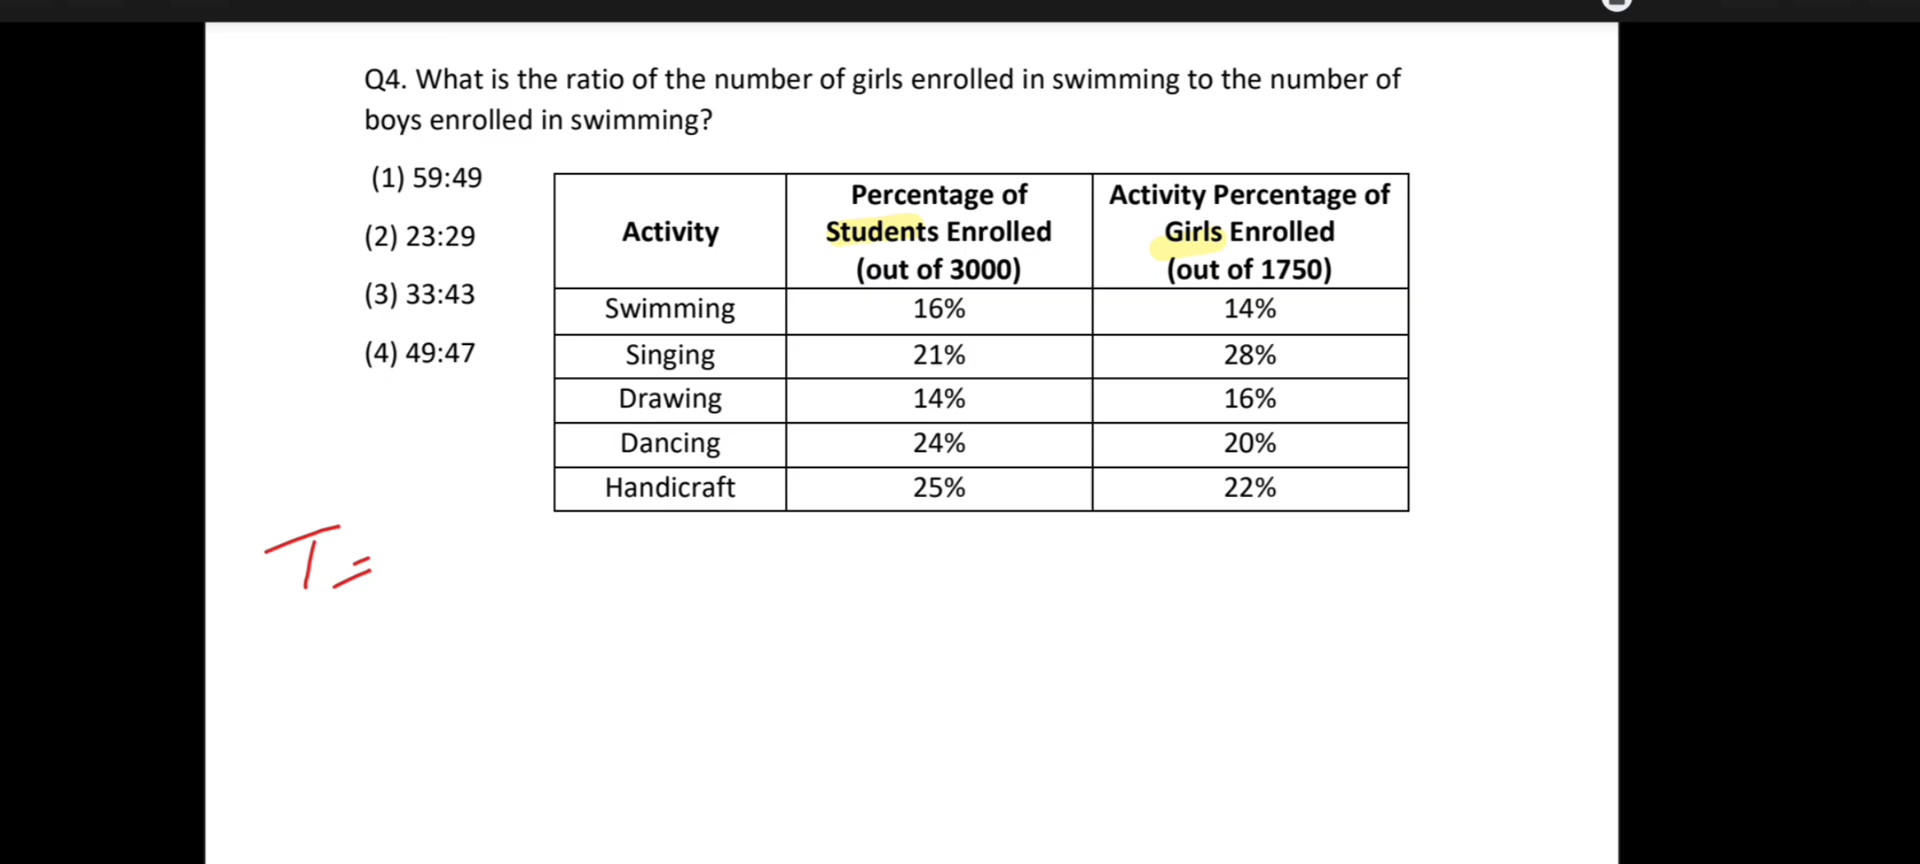 Q4. What is the ratio of the number of girls enrolled in swimming to the number of
boys enrolled in swimming?
(1) 59:49
(2) 23:29
(3) 33:43
(4) 49:47
Activity
Percentage of
Students Enrolled
(out of 3000)
Activity Percentage of
Girls Enrolled
(out of 1750)
Swimming 16% 14%
Singing 21% 28%
Drawing 14% 16%
Dancing 24% 20%
Handicraft 25% 22%
T=